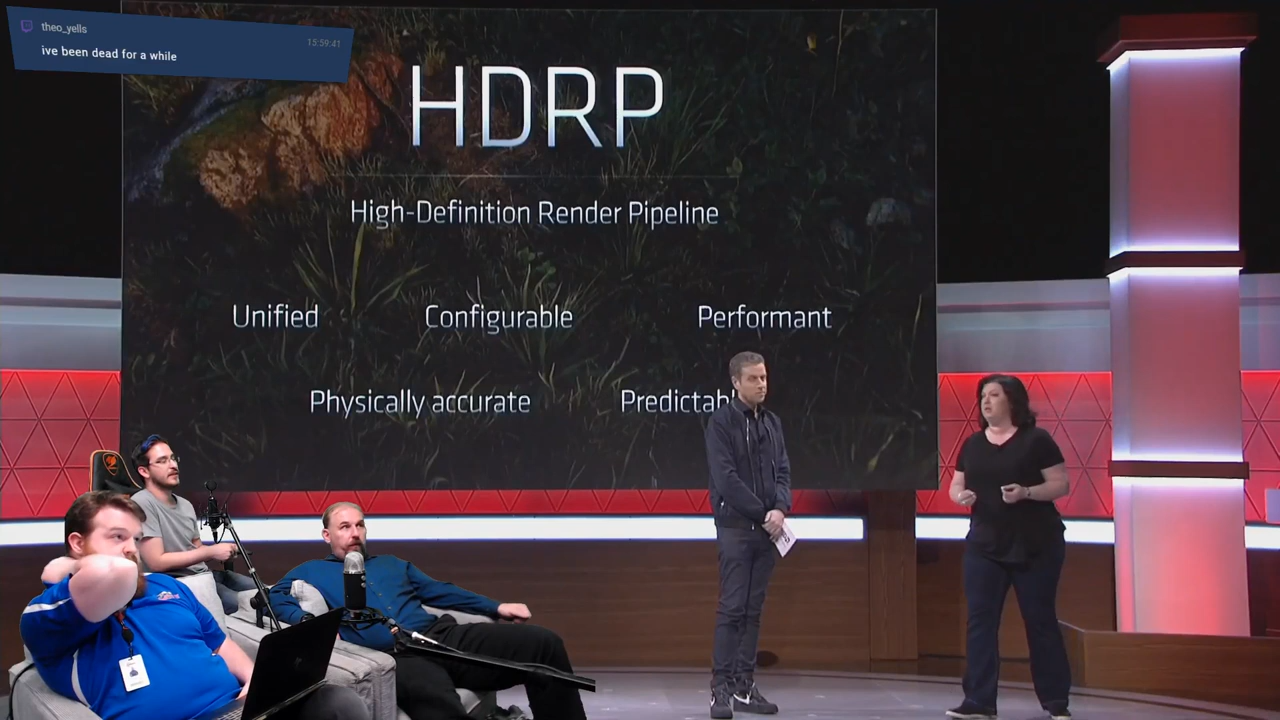 theo_yells
15:59:41
ive been dead for a while
HDRP
High-Definition Render Pipeline
Unified Configurable Performant
Physically accurate Predictabl